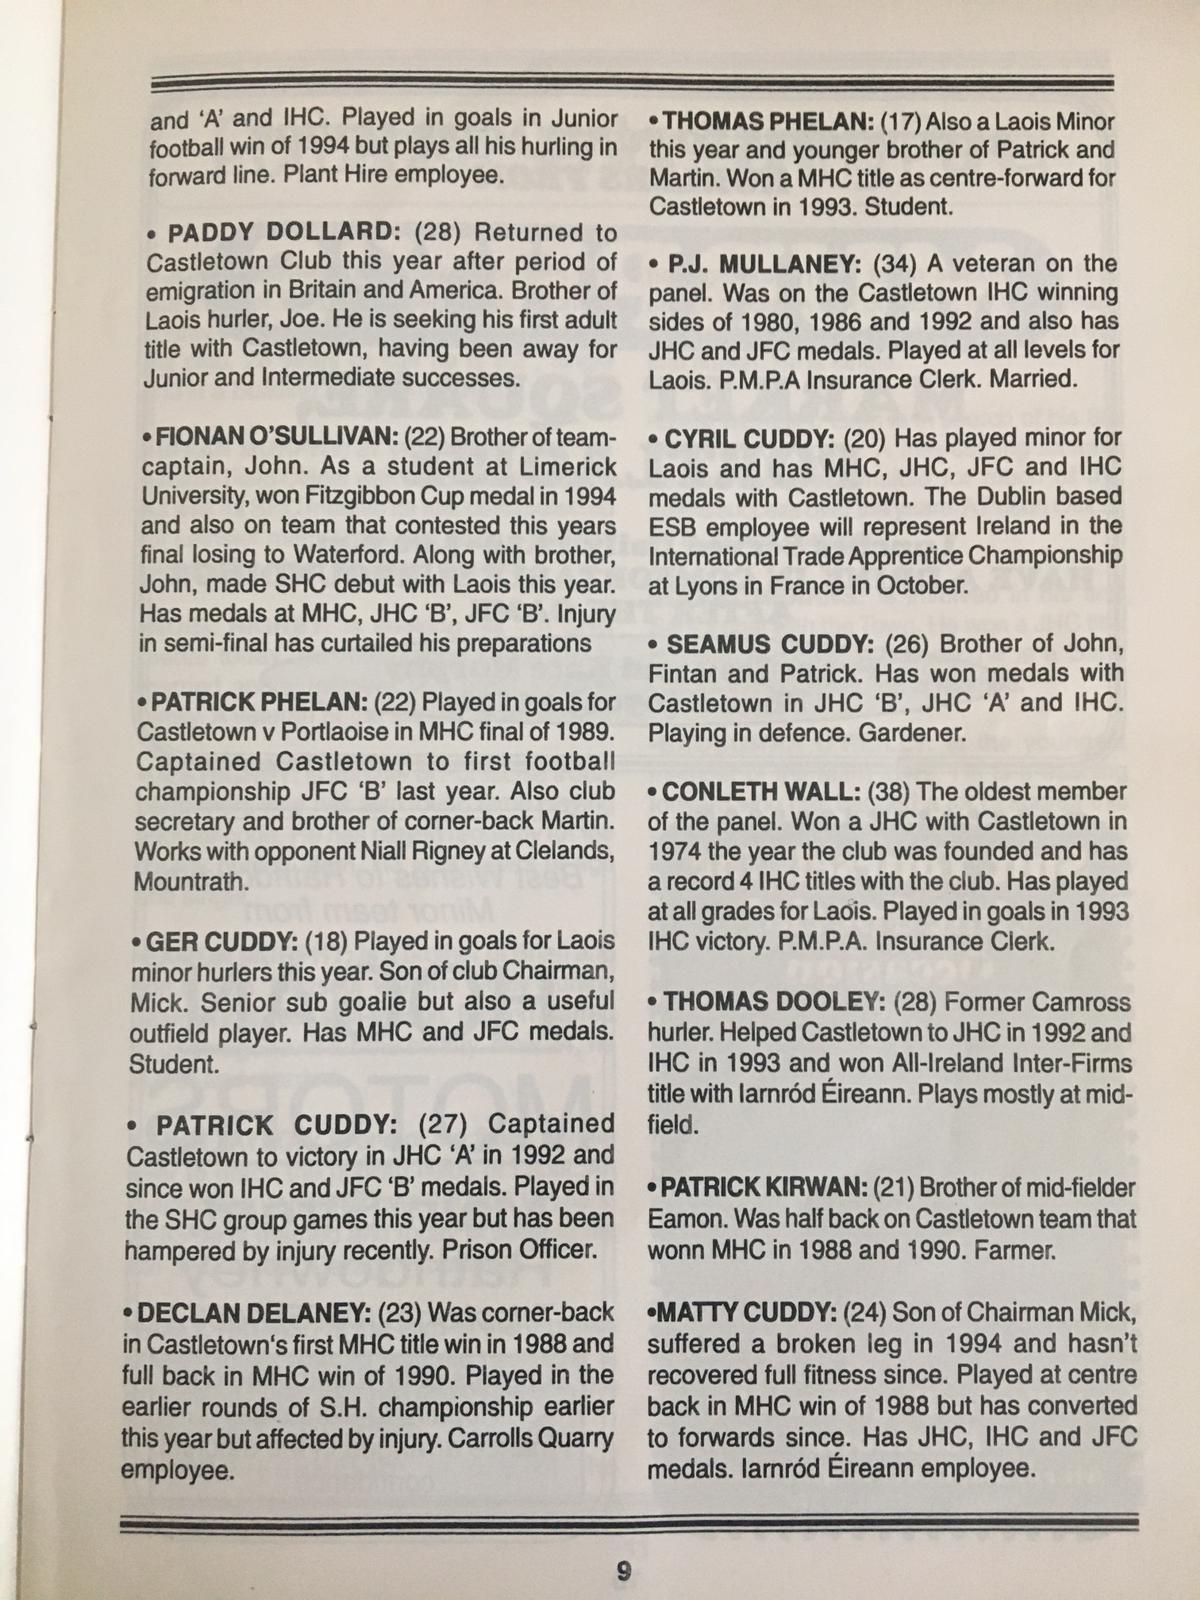 and ‘A’ and IHC. Played in goals in Junior
football win of 1994 but plays all his hurling in
forward line. Plant Hire employee.
• PADDY DOLLARD: (28) Returned to
Castletown Club this year after period of
emigration in Britain and America. Brother of
Laois hurler, Joe. He is seeking his first adult
title with Castletown, having been away for
Junior and Intermediate successes.
• FIONAN O’SULLIVAN: (22) Brother of team-
captain, John. As a student at Limerick
University, won Fitzgibbon Cup medal in 1994
and also on team that contested this years
final losing to Waterford. Along with brother,
John, made SHC debut with Laois this year.
Has medals at MHC, JHC ‘B’, JFC ‘B’. Injury
in semi-final has curtailed his preparations
• PATRICK PHELAN: (22) Played in goals for
Castletown v Portlaoise in MHC final of 1989.
Captained Castletown to first football
championship JFC ‘B’ last year. Also club
secretary and brother of corner-back Martin.
Works with opponent Niall Rigney at Clelands,
Mountrath.
• GER CUDDY: (18) Played in goals for Laois
minor hurlers this year. Son of club Chairman,
Mick. Senior sub goalie but also a useful
outfield player. Has MHC and JFC medals.
Student.
• PATRICK CUDDY: (27) Captained
Castletown to victory in JHC ‘A’ in 1992 and
since won IHC and JFC ‘B’ medals. Played in
the SHC group games this year but has been
hampered by injury recently. Prison Officer.
• DECLAN DELANEY: (23) Was corner-back
in Castletown‘s first MHC title win in 1988 and
full back in MHC win of 1990. Played in the
earlier rounds of S.H. championship earlier
this year but affected by injury. Carrolls Quarry
employee.
• THOMAS PHELAN: (17) Also a Laois Minor
this year and younger brother of Patrick and
Martin. Won a MHC title as centre-forward for
Castletown in 1993. Student.
• P.J. MULLANEY: (34) A veteran on the
panel. Was on the Castletown IHC winning
sides of 1980, 1986 and 1992 and also has
JHC and JFC medals. Played at all levels for
Laois. P.M.P.A Insurance Clerk. Married.
• CYRIL CUDDY: (20) Has played minor for
Laois and has MHC, JHC, JFC and IHC
medals with Castletown. The Dublin based
ESB employee will represent Ireland in the
International Trade Apprentice Championship
at Lyons in France in October.
• SEAMUS CUDDY: (26) Brother of John,
Fintan and Patrick. Has won medals with
Castletown in JHC ‘B’, JHC ‘A’ and IHC.
Playing in defence. Gardener.
• CONLETH WALL: (38) The oldest member
of the panel. Won a JHC with Castletown in
1974 the year the club was founded and has
a record 4 IHC titles with the club. Has played
at all grades for Laois. Played in goals in 1993
IHC victory. P.M.P.A. Insurance Clerk.
• THOMAS DOOLEY: (28) Former Camross
hurler. Helped Castletown to JHC in 1992 and
IHC in 1993 and won All-Ireland Inter-Firms
title with Iarnród Éireann. Plays mostly at mid-
field.
• PATRICK KIRWAN: (21) Brother of mid-fielder
Eamon. Was half back on Castletown team that
wonn MHC in 1988 and 1990. Farmer.
•MATTY CUDDY: (24) Son of Chairman Mick,
suffered a broken leg in 1994 and hasn’t
recovered full fitness since. Played at centre
back in MHC win of 1988 but has converted
to forwards since. Has JHC, IHC and JFC
medals. Iarnród Éireann employee.
9